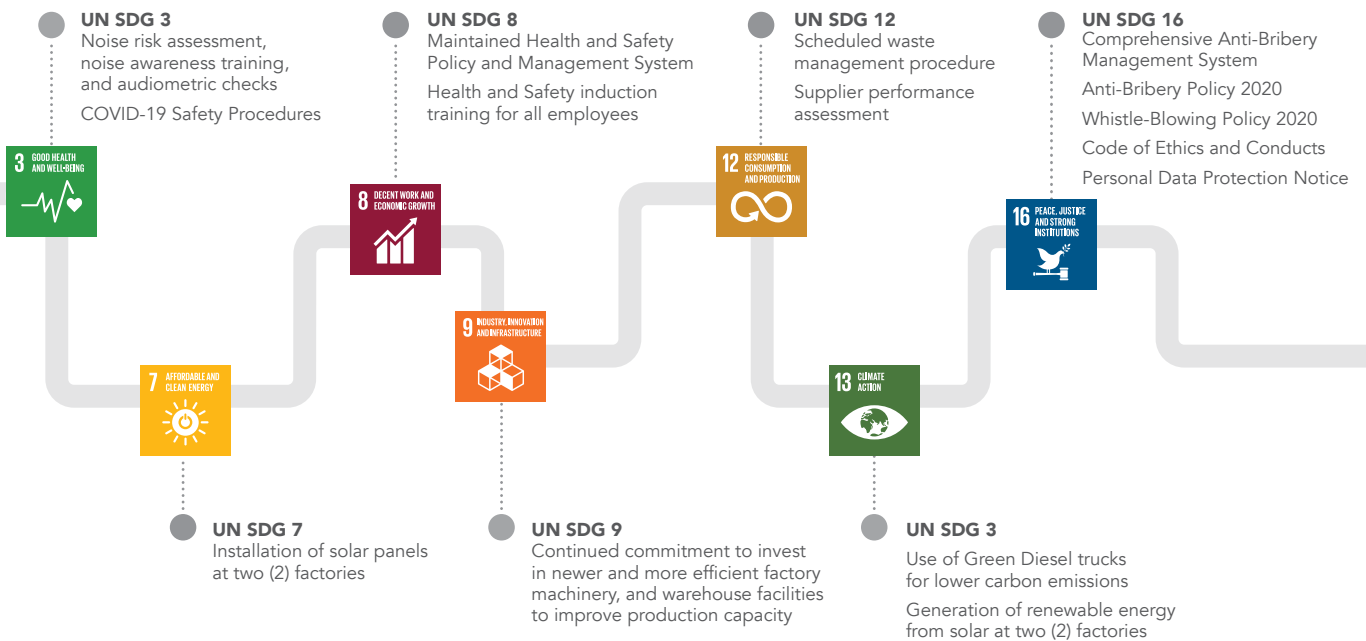 UN SDG 3
Noise risk assessment,
noise awareness training,
and audiometric checks
COVID-19 Safety Procedures
UN SDG 8
Maintained Health and Safety
Policy and Management System
Health and Safety induction
training for all employees
UN SDG 12
Scheduled waste
management procedure
Supplier performance
assessment
UN SDG 16
Comprehensive Anti-Bribery
Management System
Anti-Bribery Policy 2020
Whistle-Blowing Policy 2020
Code of Ethics and Conducts
Personal Data Protection Notice
3 GOOD HEALTH
AND WELL-BEING
8 DECENT WORK AND
ECONOMIC GROWTH
12 RESPONSIBLE
CONSUMPTION
AND PRODUCTION
16 PEACE, JUSTICE
AND STRONG
INSTITUTIONS
7 AFFORDABLE AND
CLEAN ENERGY
9 INDUSTRY, INNOVATION
AND INFRASTRUCTURE
13 CLIMATE
ACTION
UN SDG 7
Installation of solar panels
at two (2) factories
UN SDG 9
Continued commitment to invest
in newer and more efficient factory
machinery, and warehouse facilities
to improve production capacity
UN SDG 3
Use of Green Diesel trucks
for lower carbon emissions
Generation of renewable energy
from solar at two (2) factories